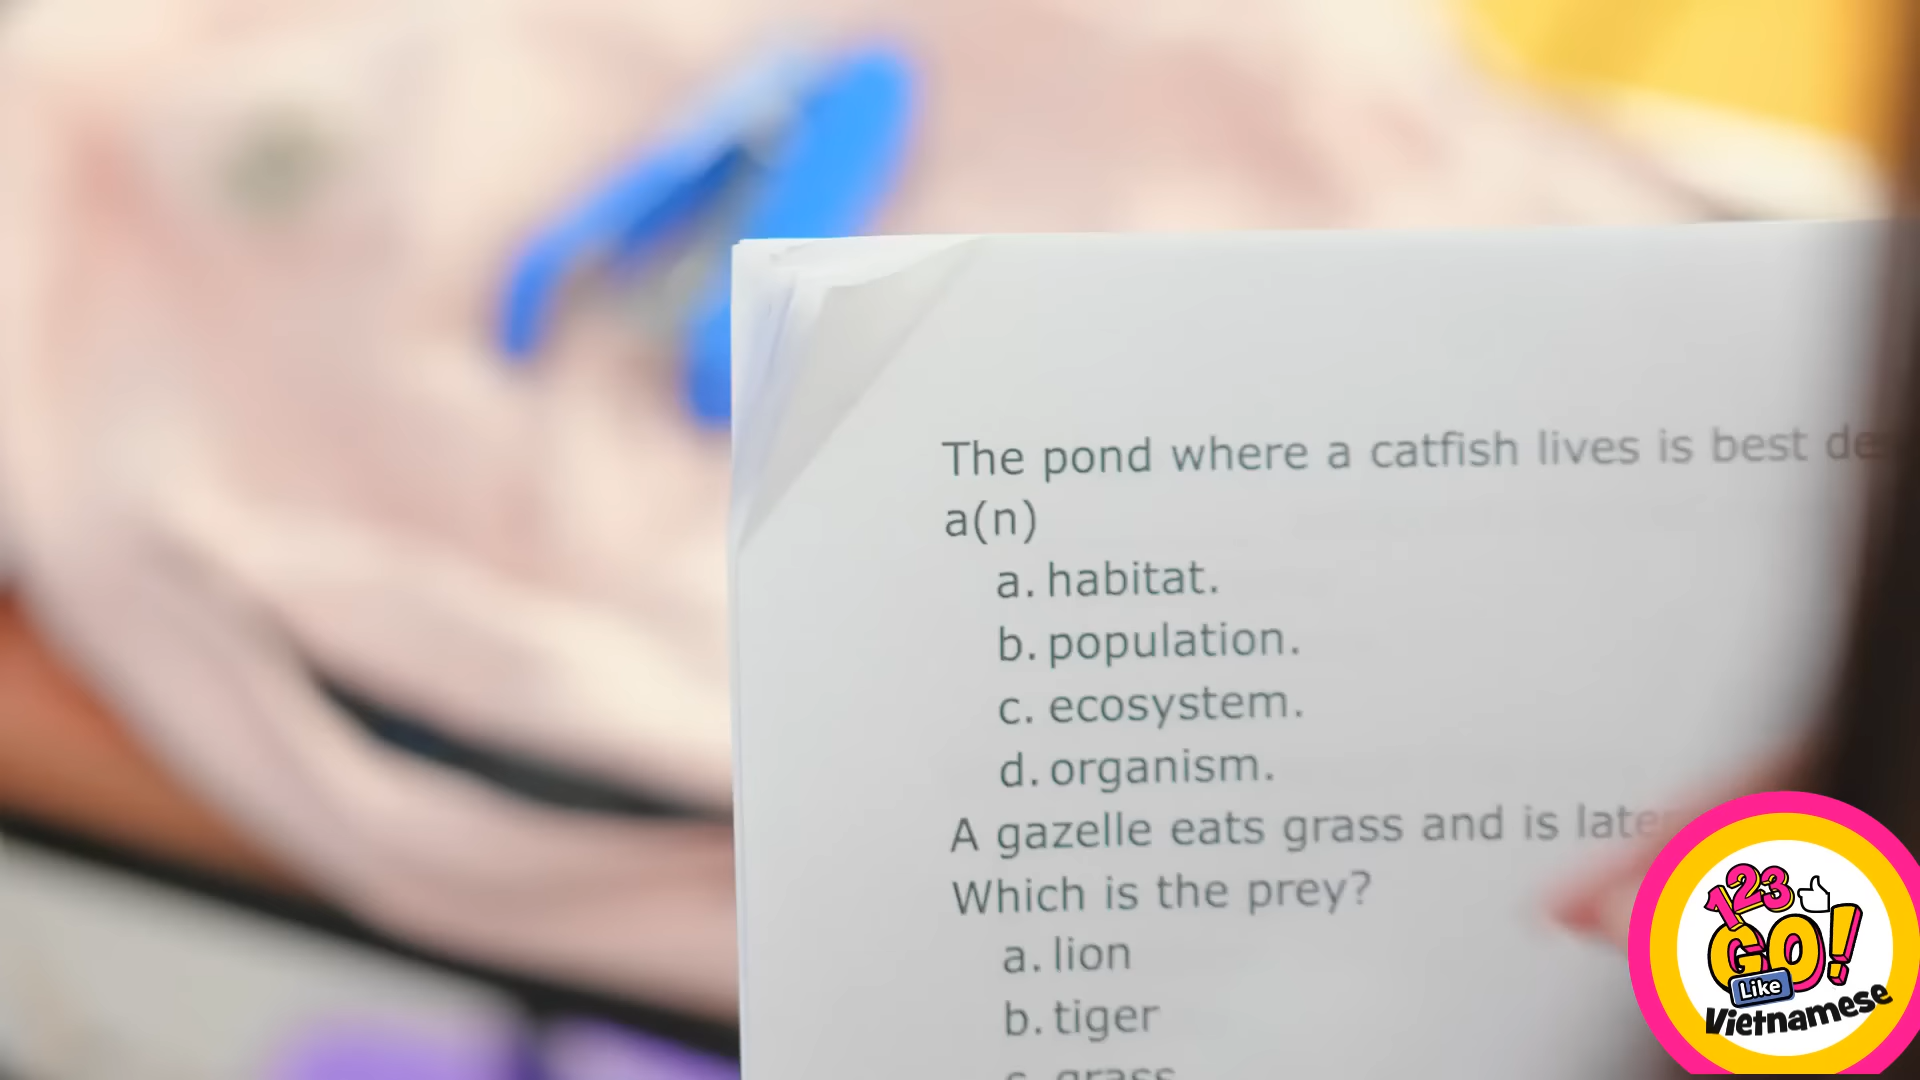 The pond where a catfish lives is best de
a(n)
a. habitat.
b. population.
c. ecosystem.
d. organism.
A gazelle eats grass and is late
Which is the prey?
a. lion
b. tiger
c. grass
123
GO!
Like
Vietnamese